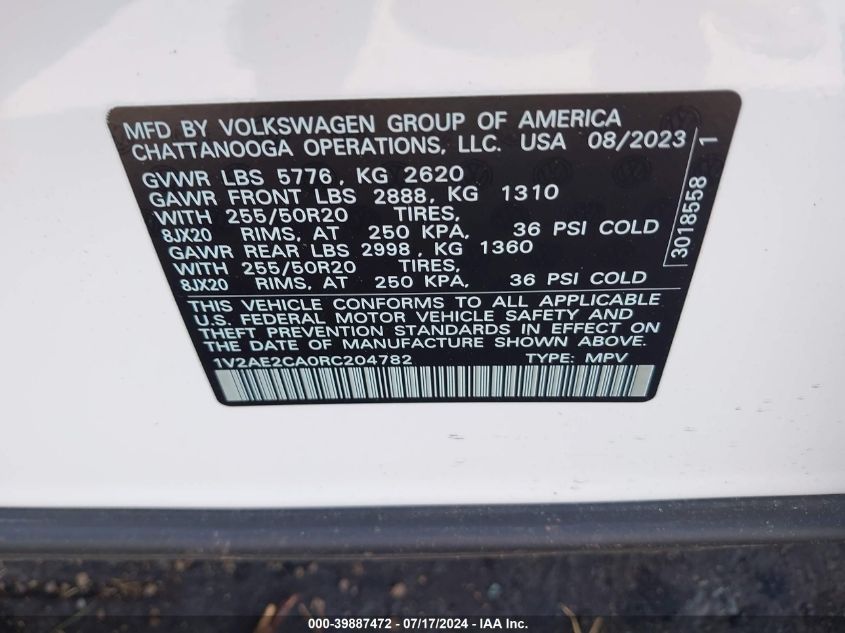 MFD BY VOLKSWAGEN GROUP OF AMERICA
CHATTANOOGA OPERATIONS, LLC. USA 08/2023
GVWR LBS 5776, KG 2620
GAWR FRONT LBS 2888, KG 1310
WITH 255/50R20 TIRES,
8JX20 RIMS, AT 250 KPA, 36 PSI COLD
GAWR REAR LBS 2998, KG 1360
WITH 255/50R20 TIRES,
8JX20 RIMS, AT 250 KPA, 36 PSI COLD
THIS VEHICLE CONFORMS TO ALL APPLICABLE
U.S. FEDERAL MOTOR VEHICLE SAFETY AND
THEFT PREVENTION STANDARDS IN EFFECT ON
THE DATE OF MANUFACTURE SHOWN ABOVE.
1V2AE2CA0RC204782 TYPE: MPV
3018558 1
000-39887472 - 07/17/2024 - IAA Inc.